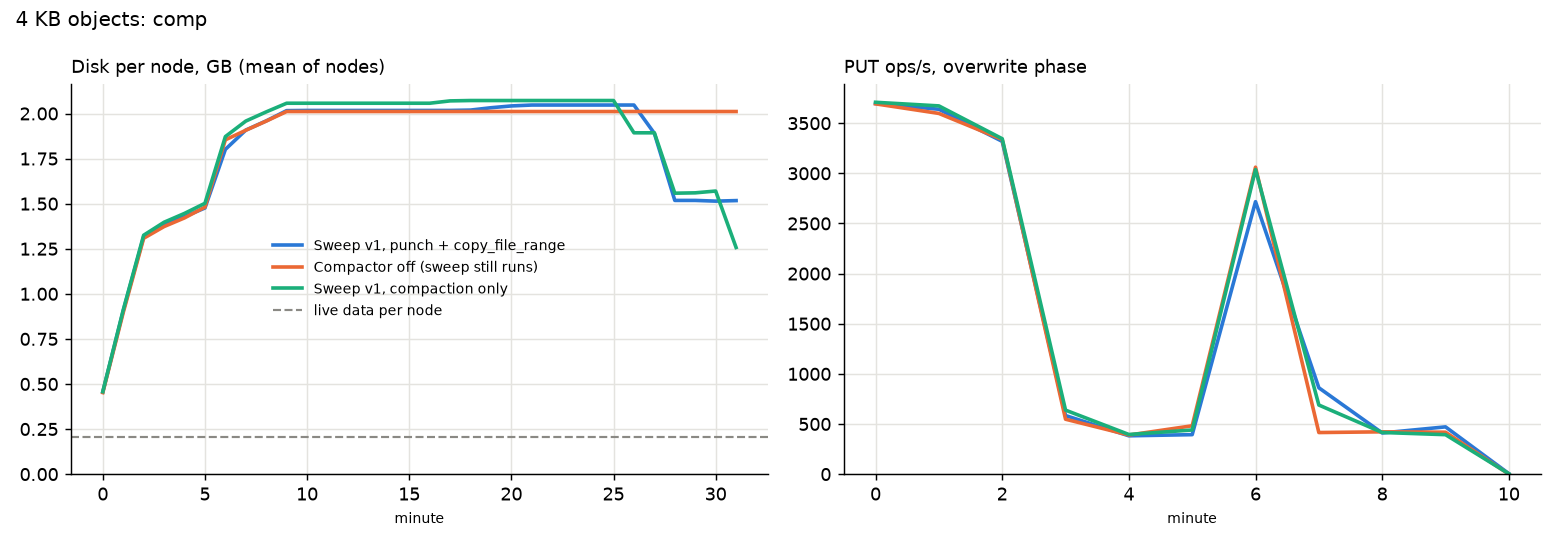 4 KB objects: comp
Disk per node, GB (mean of nodes)
2.00
1.75
1.50
1.25
1.00
0.75
0.50
0.25
0.00
Sweep v1, punch + copy_file_range
Compactor off (sweep still runs)
Sweep v1, compaction only
live data per node
0 5 10 15 20 25 30
minute
PUT ops/s, overwrite phase
3500
3000
2500
2000
1500
1000
500
0
0 2 4 6 8 10
minute